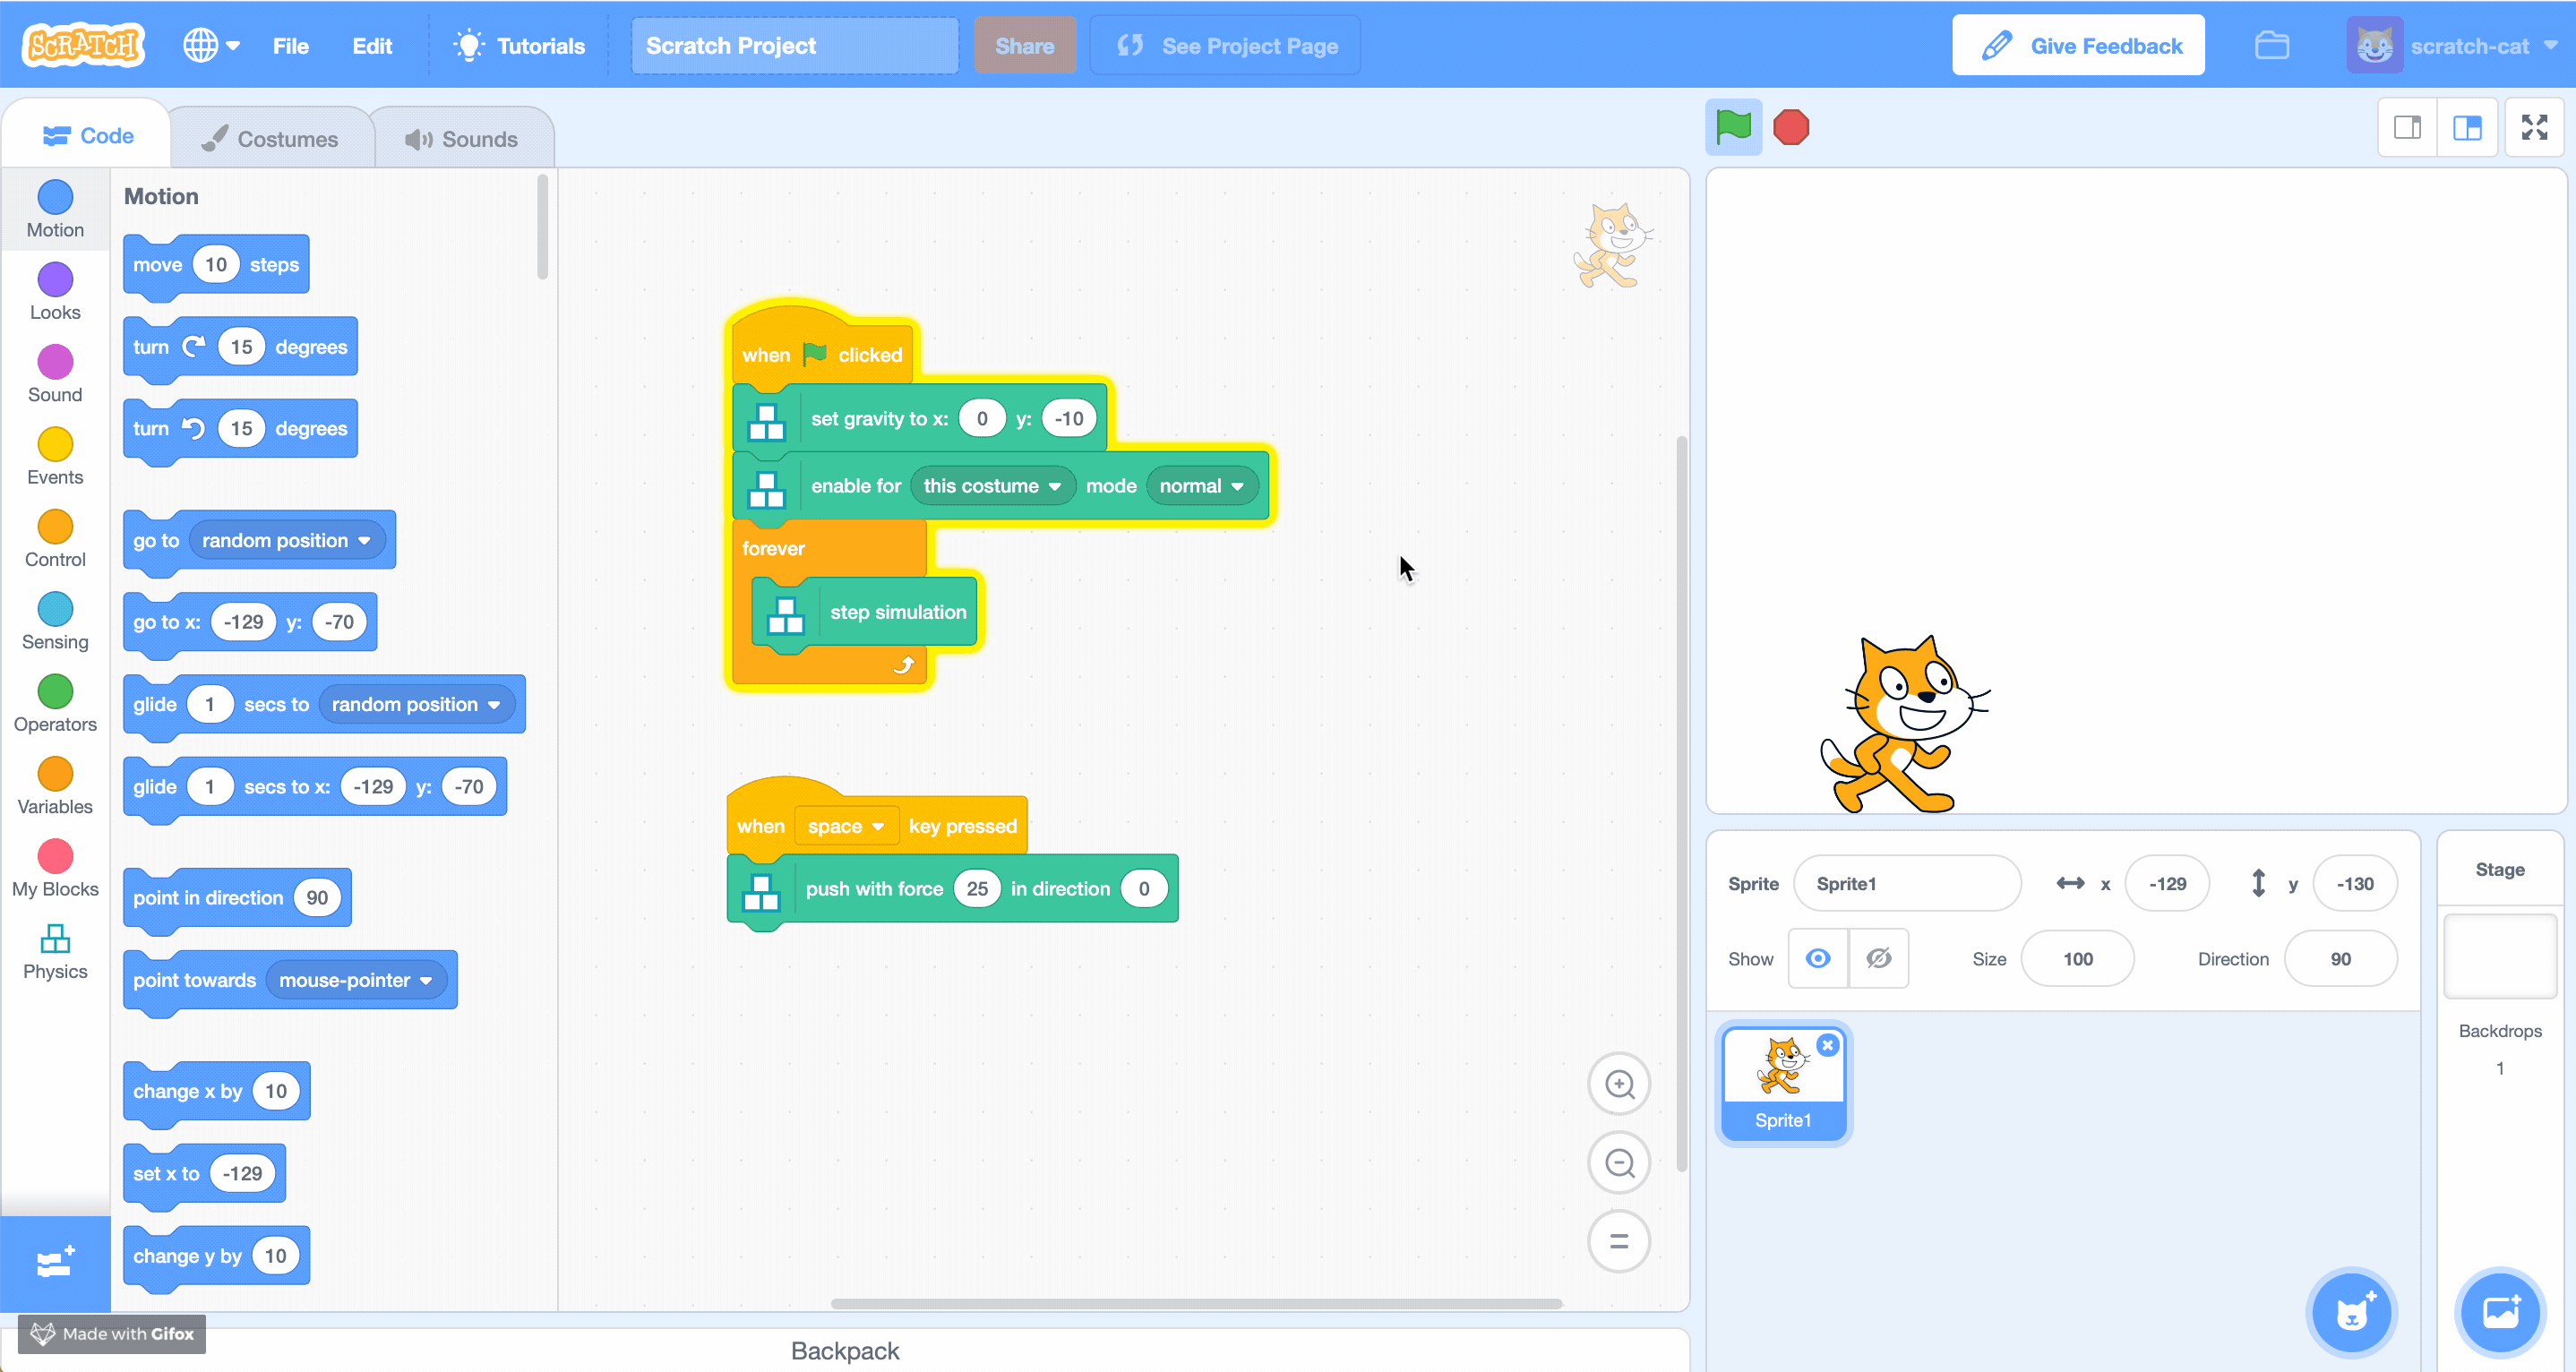 SCRATCH
File
Edit
Tutorials
Scratch Project
Share
See Project Page
Give Feedback
scratch-cat
Code
Costumes
Sounds
Motion
Looks
Sound
Events
Control
Sensing
Operators
Variables
My Blocks
Physics
Motion
move 10 steps
turn 15 degrees
turn 15 degrees
go to random position
go to x: -129 y: -70
glide 1 secs to random position
glide 1 secs to x: -129 y: -70
point in direction 90
point towards mouse-pointer
change x by 10
set x to -129
change y by 10
when clicked
set gravity to x: 0 y: -10
enable for this costume mode normal
forever
step simulation
when space key pressed
push with force 25 in direction 0
Sprite Sprite1 x -129 y -130
Show Size 100 Direction 90
Sprite1
Stage
Backdrops
1
Made with Gifox
Backpack